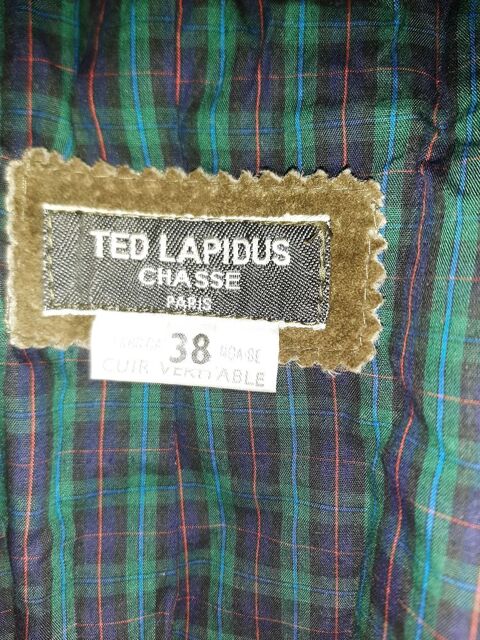 TED LAPIDUS
CHASSE
PARIS
38
CUIR VERITABLE